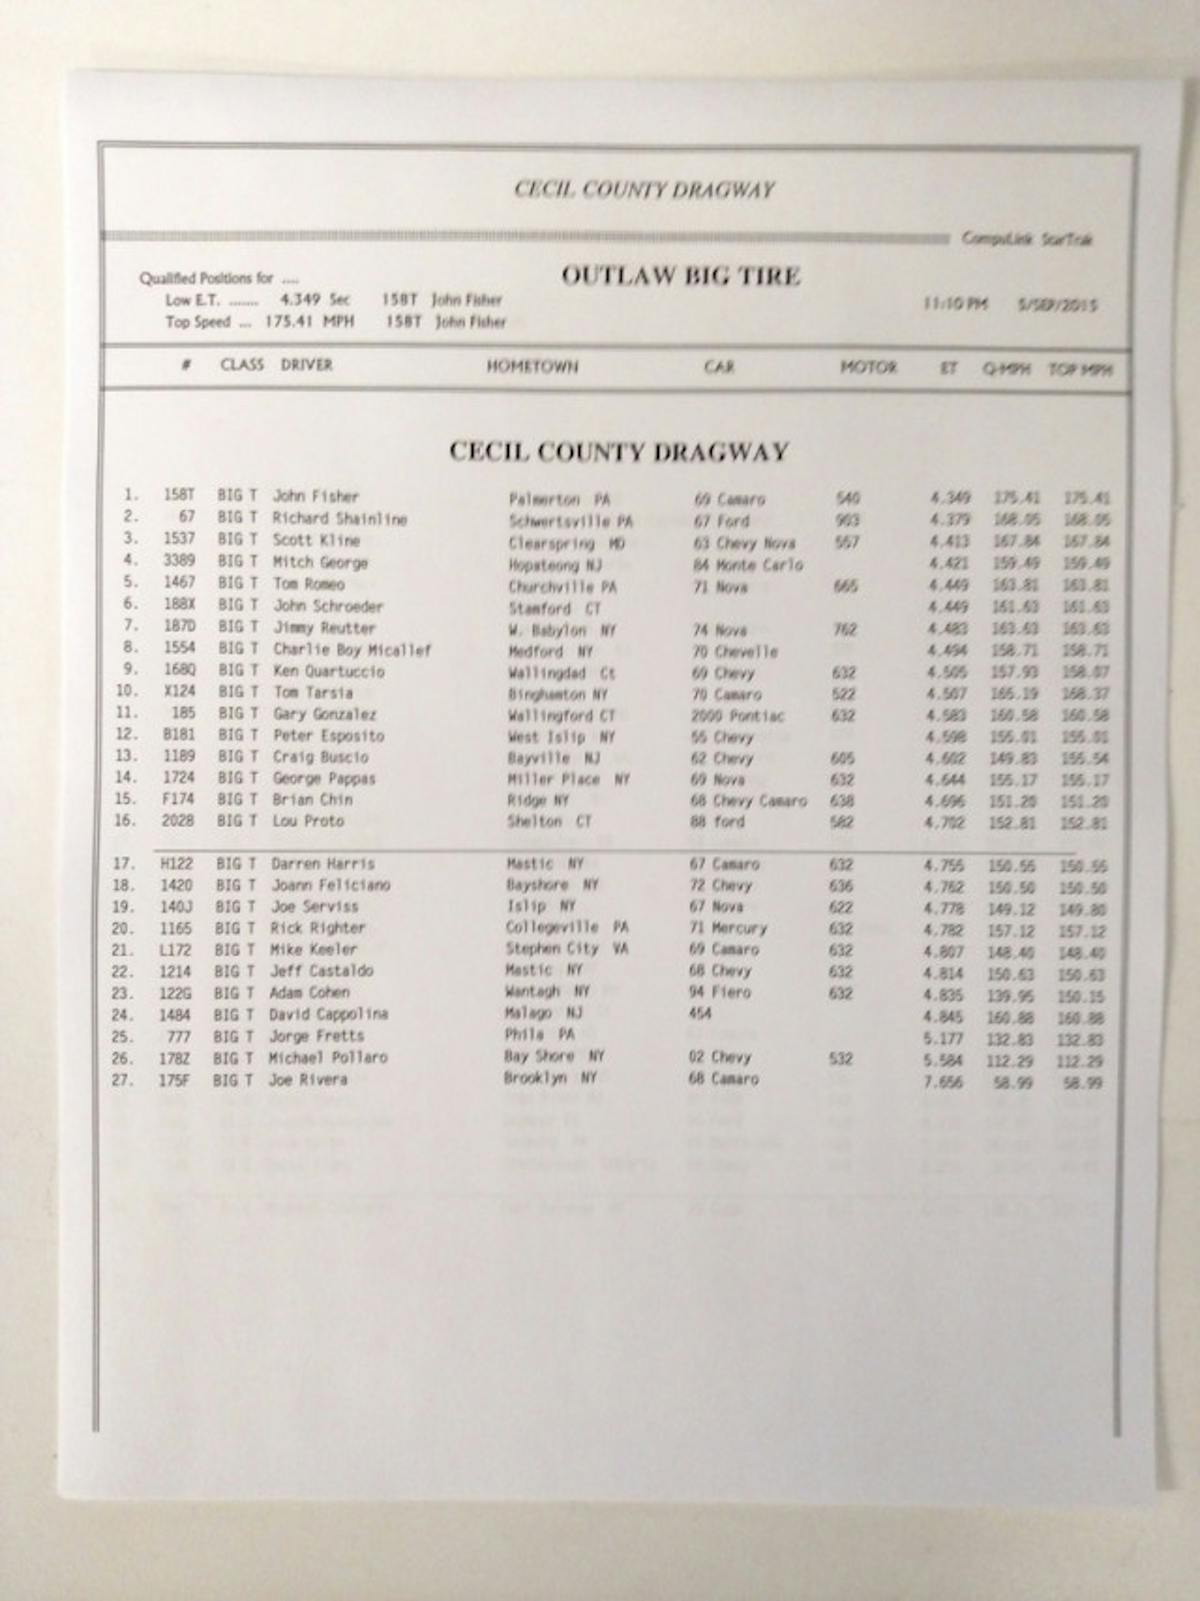 CECIL COUNTY DRAGWAY
CompuLink StarTrak
Qualified Positions for .... OUTLAW BIG TIRE
Low E.T. ....... 4.349 Sec 158T John Fisher 11:10 PM 5/SEP/2015
Top Speed ... 175.41 MPH 158T John Fisher
# CLASS DRIVER HOMETOWN CAR MOTOR ET Q-MPH TOP MPH
CECIL COUNTY DRAGWAY
1. 158T BIG T John Fisher Palmerton PA 69 Camaro 540 4.349 175.41 175.41
2. 67 BIG T Richard Shainline Schwertsville PA 67 Ford 903 4.379 168.05 168.05
3. 1537 BIG T Scott Kline Clearspring MD 63 Chevy Nova 557 4.413 167.84 167.84
4. 3389 BIG T Mitch George Hopateong NJ 84 Monte Carlo 4.421 159.49 159.49
5. 1467 BIG T Tom Romeo Churchville PA 71 Nova 665 4.449 163.81 163.81
6. 188X BIG T John Schroeder Stamford CT 4.449 161.63 161.63
7. 187D BIG T Jimmy Reutter W. Babylon NY 74 Nova 762 4.483 163.63 163.63
8. 1554 BIG T Charlie Boy Micallef Medford NY 70 Chevelle 4.494 158.71 158.71
9. 168Q BIG T Ken Quartuccio Wallingdad Ct 69 Chevy 632 4.505 157.93 158.07
10. X124 BIG T Tom Tarsia Binghamton NY 70 Camaro 522 4.507 165.19 168.37
11. 185 BIG T Gary Gonzalez Wallingford CT 2000 Pontiac 632 4.583 160.58 160.58
12. B181 BIG T Peter Esposito West Islip NY 55 Chevy 4.598 155.01 155.01
13. 1189 BIG T Craig Buscio Bayville NJ 62 Chevy 605 4.602 149.83 155.54
14. 1724 BIG T George Pappas Miller Place NY 69 Nova 632 4.644 155.17 155.17
15. F174 BIG T Brian Chin Ridge NY 68 Chevy Camaro 638 4.696 151.20 151.20
16. 2028 BIG T Lou Proto Shelton CT 88 ford 582 4.702 152.81 152.81
17. H122 BIG T Darren Harris Mastic NY 67 Camaro 632 4.755 150.55 150.55
18. 1420 BIG T Joann Feliciano Bayshore NY 72 Chevy 636 4.762 150.50 150.50
19. 140J BIG T Joe Serviss Islip NY 67 Nova 622 4.778 149.12 149.80
20. 1165 BIG T Rick Righter Collegeville PA 71 Mercury 632 4.782 157.12 157.12
21. L172 BIG T Mike Keeler Stephen City VA 69 Camaro 632 4.807 148.40 148.40
22. 1214 BIG T Jeff Castaldo Mastic NY 68 Chevy 632 4.814 150.63 150.63
23. 122G BIG T Adam Cohen Wantagh NY 94 Fiero 632 4.835 139.95 150.15
24. 1484 BIG T David Cappolina Malago NJ 454 4.845 160.88 160.88
25. 777 BIG T Jorge Fretts Phila PA 5.177 132.83 132.83
26. 178Z BIG T Michael Pollaro Bay Shore NY 02 Chevy 532 5.584 112.29 112.29
27. 175F BIG T Joe Rivera Brooklyn NY 68 Camaro 7.656 58.99 58.99